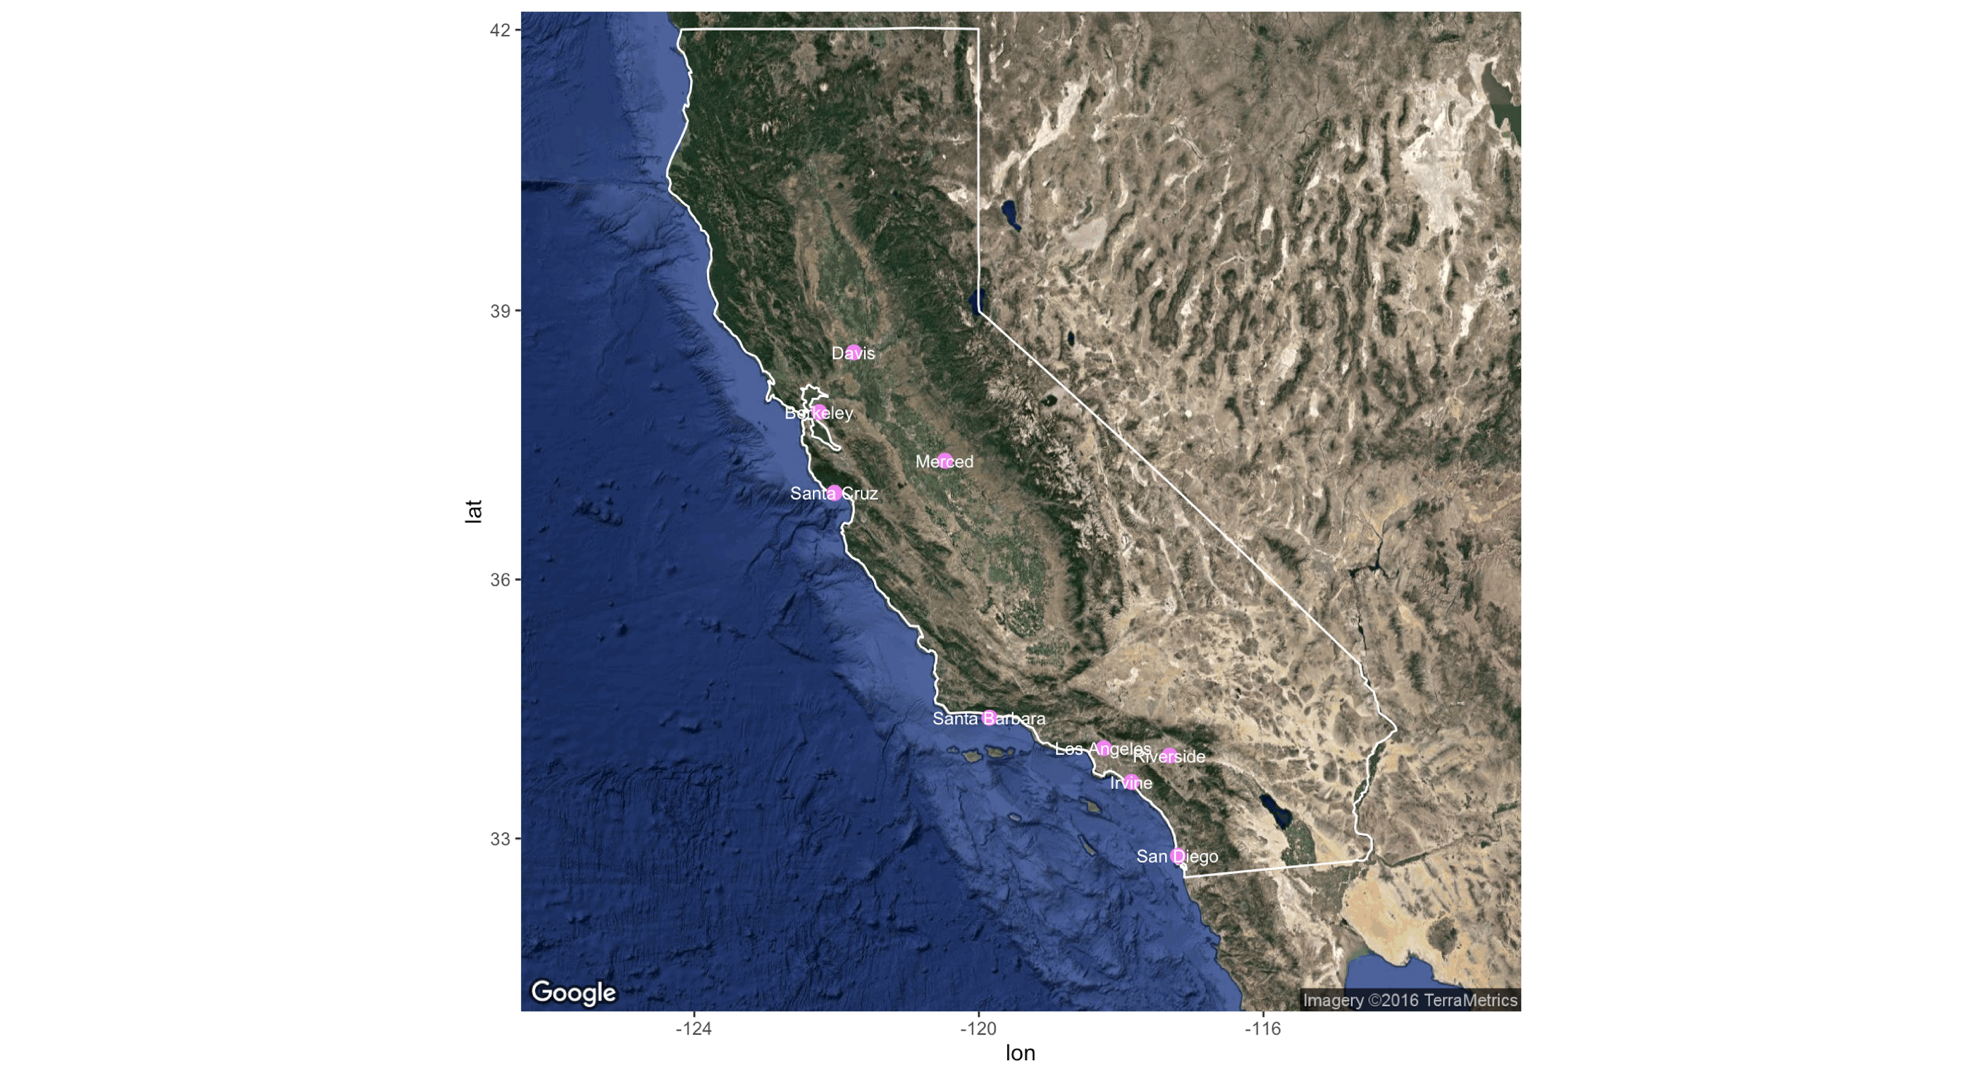 42
39
36
33
lat
Davis
Berkeley
Merced
Santa Cruz
Santa Barbara
Los Angeles
Riverside
Irvine
San Diego
Google
Imagery ©2016 TerraMetrics
-124
-120
-116
lon